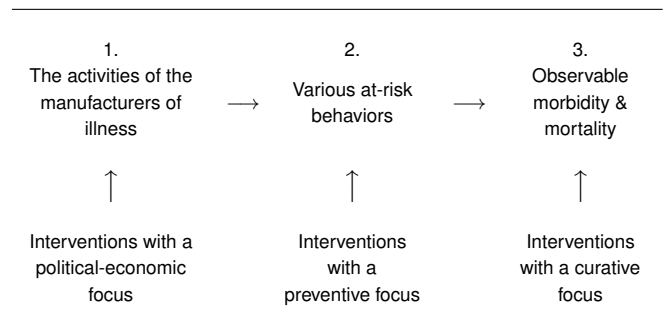 1.
The activities of the
manufacturers of
illness
2.
Various at-risk
behaviors
3.
Observable
morbidity &
mortality
Interventions with a
political-economic
focus
Interventions
with a
preventive focus
Interventions
with a curative
focus